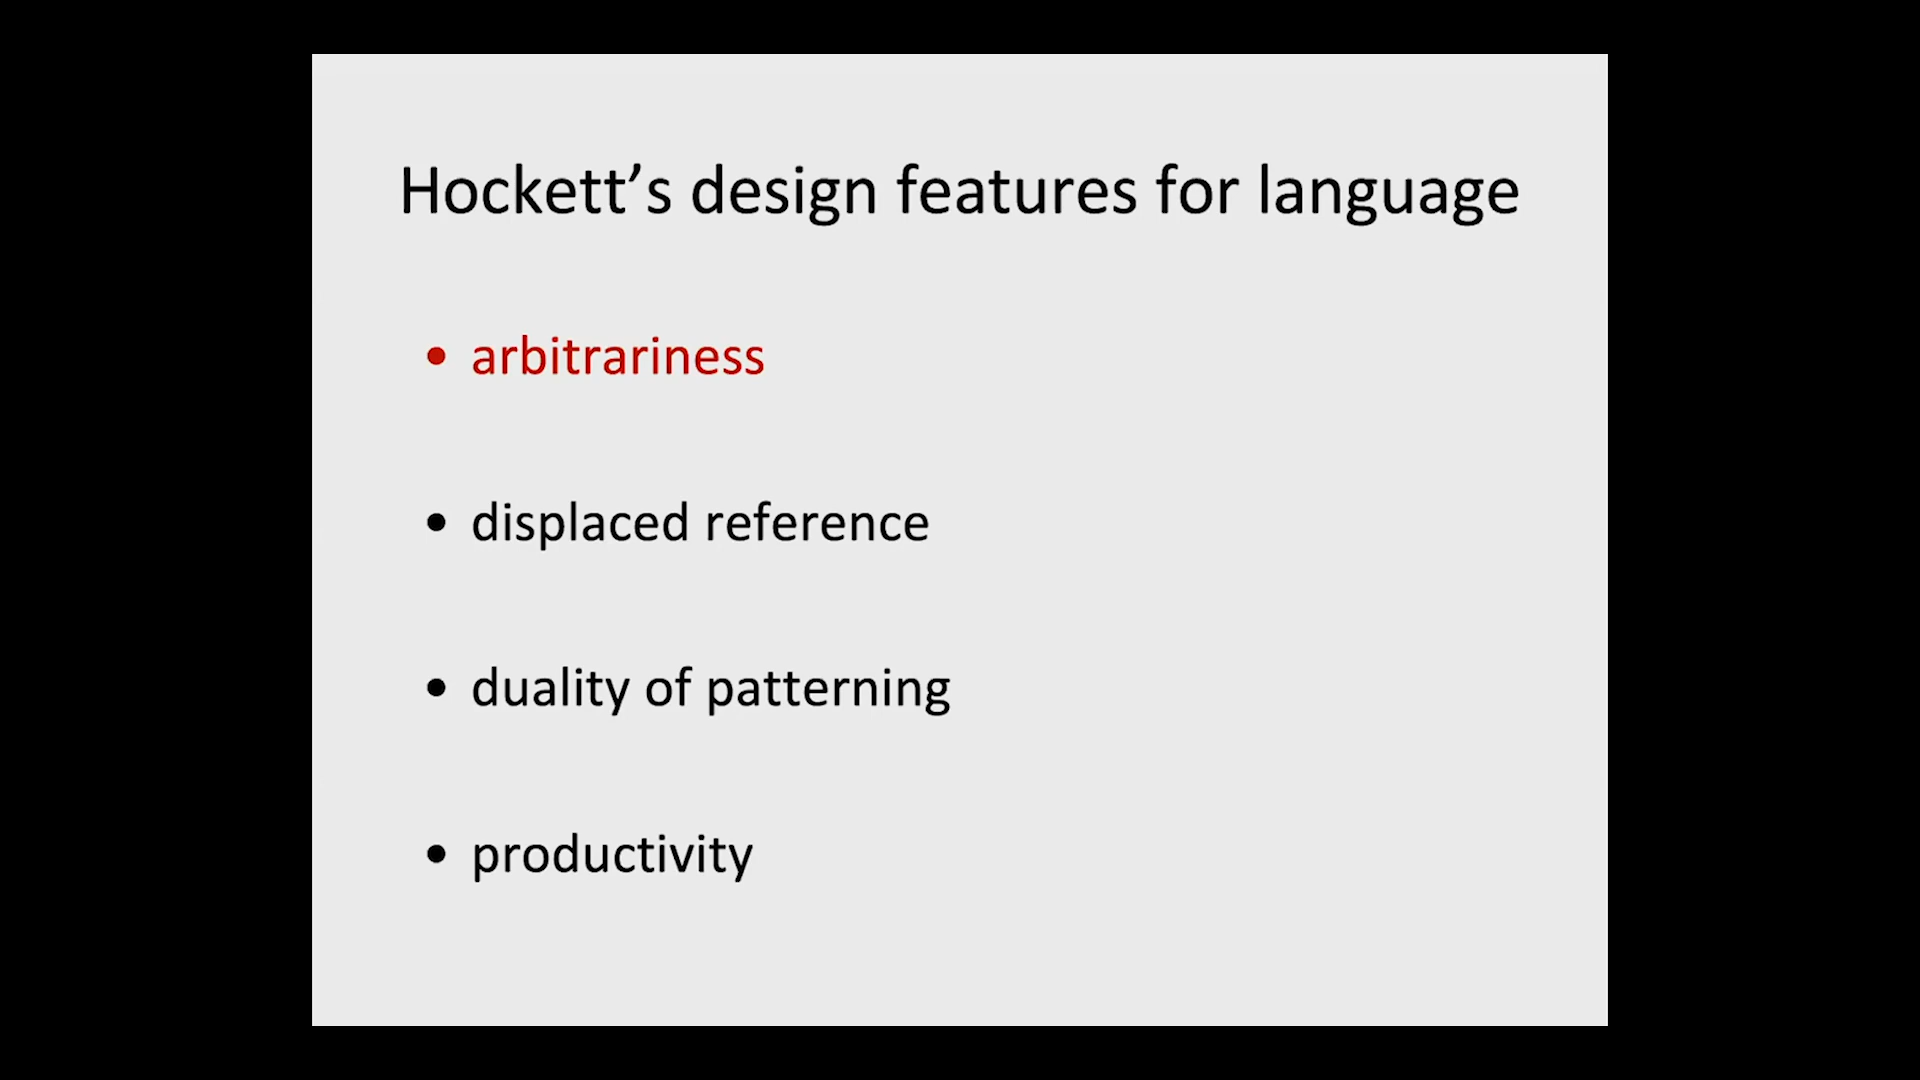 Hockett’s design features for language
• arbitrariness
• displaced reference
• duality of patterning
• productivity